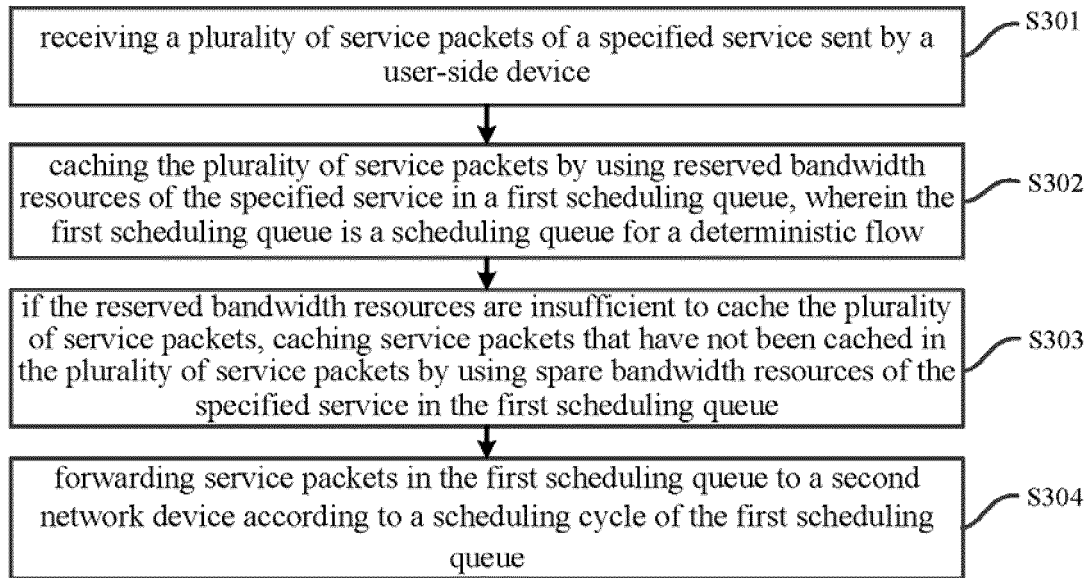 receiving a plurality of service packets of a specified service sent by a
user-side device
S301
caching the plurality of service packets by using reserved bandwidth
resources of the specified service in a first scheduling queue, wherein the
first scheduling queue is a scheduling queue for a deterministic flow
S302
if the reserved bandwidth resources are insufficient to cache the plurality
of service packets, caching service packets that have not been cached in
the plurality of service packets by using spare bandwidth resources of the
specified service in the first scheduling queue
S303
forwarding service packets in the first scheduling queue to a second
network device according to a scheduling cycle of the first scheduling
queue
S304